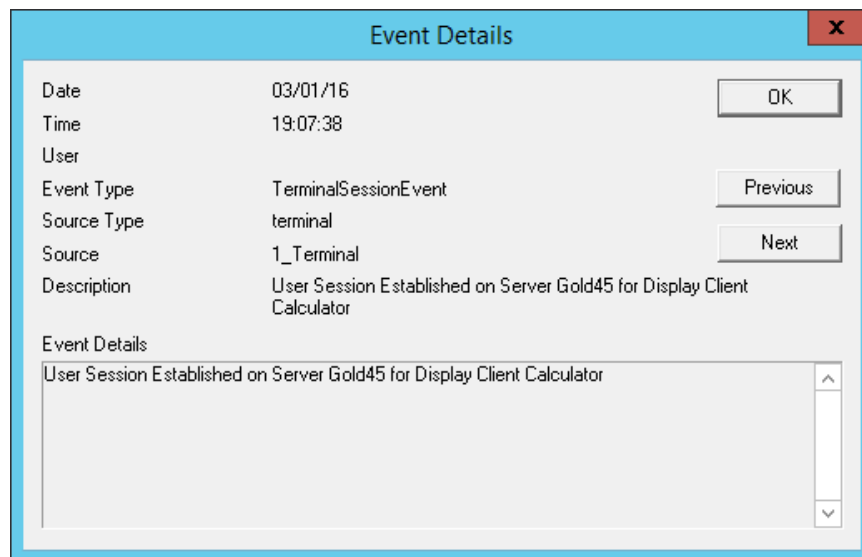 Event Details
x
Date 03/01/16
OK
Time 19:07:38
User
Event Type TerminalSessionEvent
Previous
Source Type terminal
Source 1_Terminal
Next
Description User Session Established on Server Gold45 for Display Client
Calculator
Event Details
User Session Established on Server Gold45 for Display Client Calculator